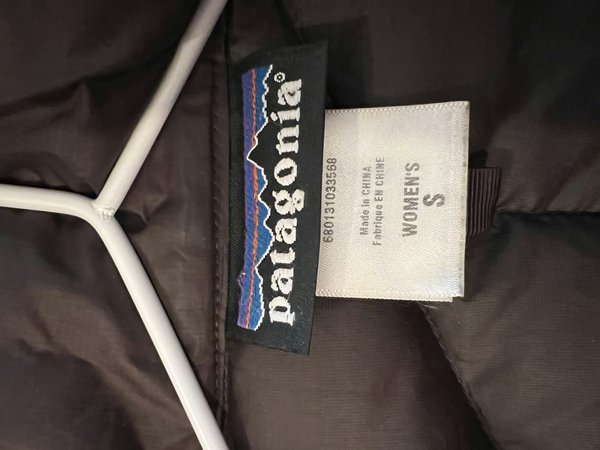 patagonia®
680131033568
Made in CHINA
Fabriqué EN CHINE
WOMEN'S
S